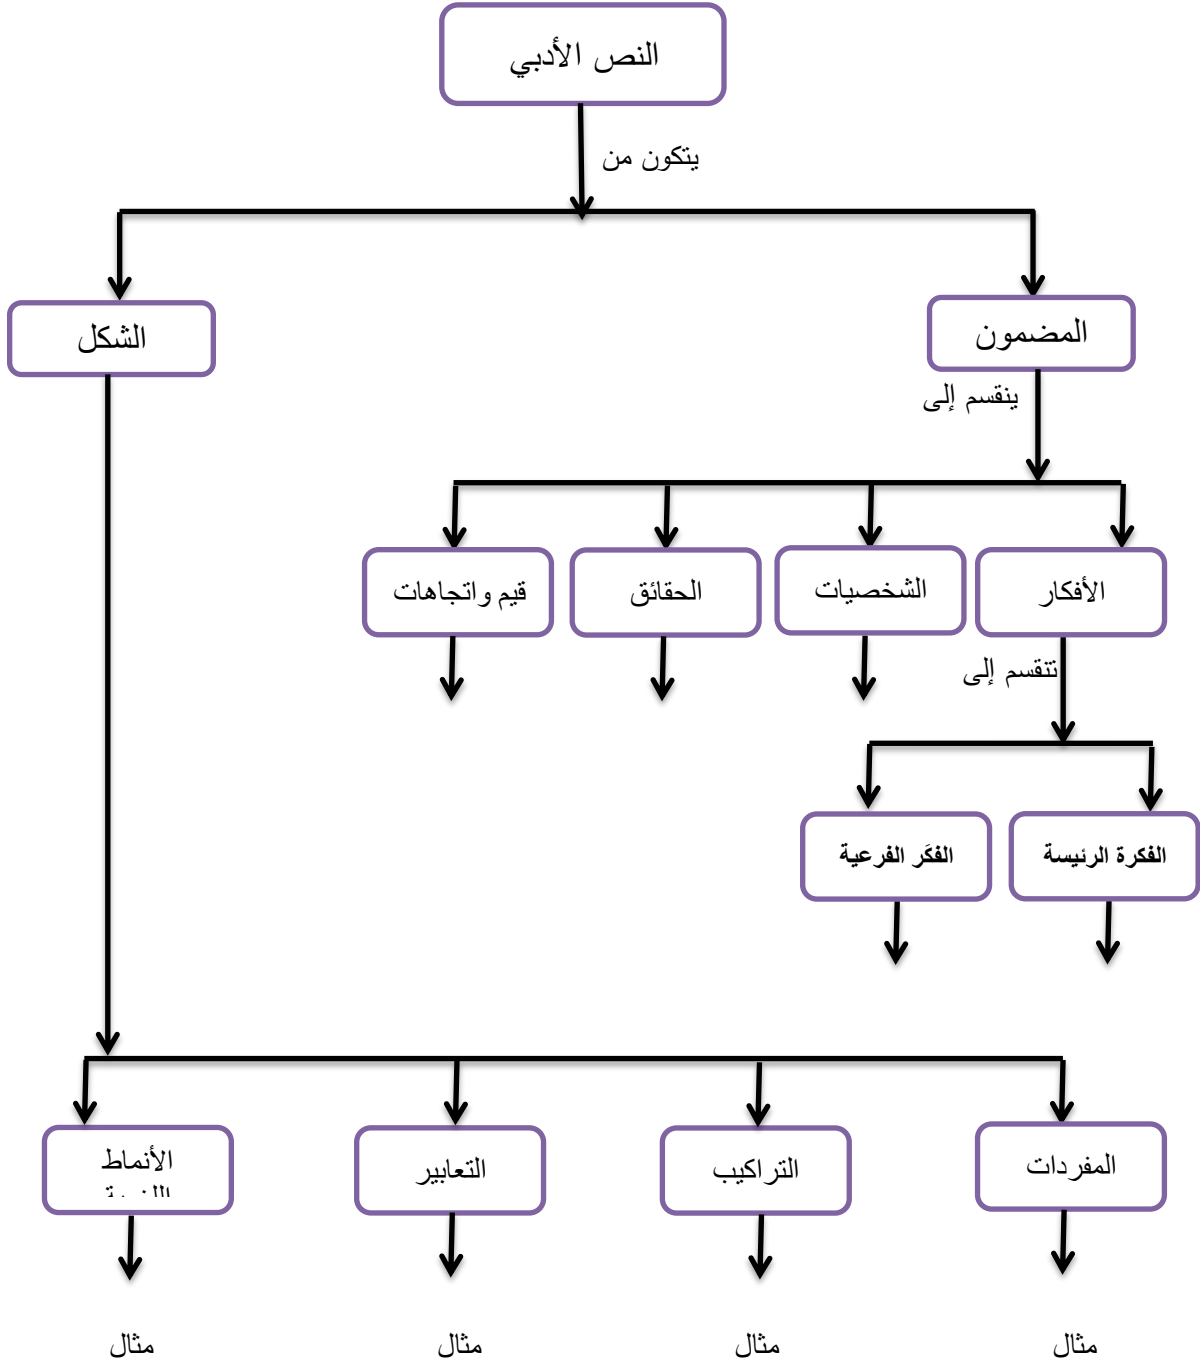 النص الأدبي
يتكون من
المضمون
الشكل
ينقسم إلى
الأفكار
الشخصيات
الحقائق
قيم واتجاهات
تنقسم إلى
الفكرة الرئيسة
الفكَر الفرعية
المفردات
التراكيب
التعابير
الأنماط
مثال
مثال
مثال
مثال